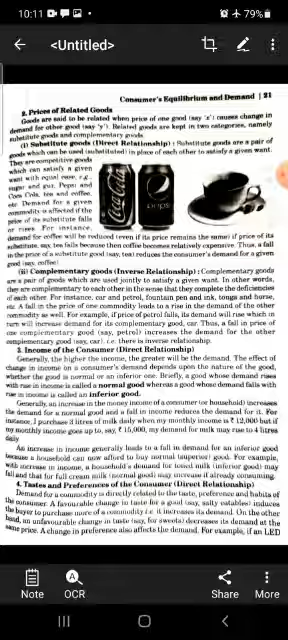 10:11
79%
<Untitled>
Consumer's Equilibrium and Demand | 21
2. Prices of Related Goods
Goods are said to be related when price of one good (say 'x') causes change in
demand for other good (say 'y'). Related goods are kept in two categories, namely
substitute goods and complementary goods.
(i) Substitute goods (Direct Relationship) : Substitute goods are a pair of
goods which can be used (substituted) in place of each other to satisfy a given want.
They are competitive goods
which can satisfy a given
want with equal ease, e.g.,
sugar and gur, Pepsi and
Coca Cola, tea and coffee,
etc. Demand for a given
commodity is affected if the
price of its substitute falls
or rises. For instance,
demand for coffee will be reduced (even if its price remains the same) if price of its
substitute, say, tea falls because then coffee becomes relatively expensive. Thus, a fall
in the price of a substitute good (say, tea) reduces the consumer's demand for a given
good (say, coffee).
(ii) Complementary goods (Inverse Relationship) : Complementary goods
are a pair of goods which are used jointly to satisfy a given want. In other words,
they are complementary to each other in the sense that they complete the deficiencies
of each other. For instance, car and petrol, fountain pen and ink, tonga and horse,
etc. A fall in the price of one commodity leads to a rise in the demand of the other
commodity as well. For example, if price of petrol falls, its demand will rise which in
turn will increase demand for its complementary good, car. Thus, a fall in price of
one complementary good (say, petrol) increases the demand for the other
complementary good (say, car), i.e. there is inverse relationship.
3. Income of the Consumer (Direct Relationship)
Generally, the higher the income, the greater will be the demand. The effect of
change in income on a consumer's demand depends upon the nature of the good,
whether the good is normal or an inferior one. Briefly, a good whose demand rises
with rise in income is called a normal good whereas a good whose demand falls with
rise in income is called an inferior good.
Generally, an increase in the money income of a consumer (or household) increases
the demand for a normal good and a fall in income reduces the demand for it. For
instance, I purchase 3 litres of milk daily when my monthly income is ₹ 12,000 but if
my monthly income goes up to, say, ₹ 15,000, my demand for milk may rise to 4 litres
daily.
An increase in income generally leads to a fall in demand for an inferior good
because a household can now afford to buy normal (superior) good. For example,
with increase in income, a household's demand for toned milk (inferior good) may
fall and that for full cream milk (normal good) may increase if already consuming.
4. Tastes and Preferences of the Consumer (Direct Relationship)
Demand for a commodity is directly related to the taste, preference and habits of
the consumer. A favourable change in taste for a good (say, salty eatables) induces
the buyer to purchase more of a commodity i.e. it increases its demand. On the other
hand, an unfavourable change in taste (say, for sweets) decreases its demand at the
same price. A change in preference also affects the demand. For example, if an LED
Note
OCR
Share
More